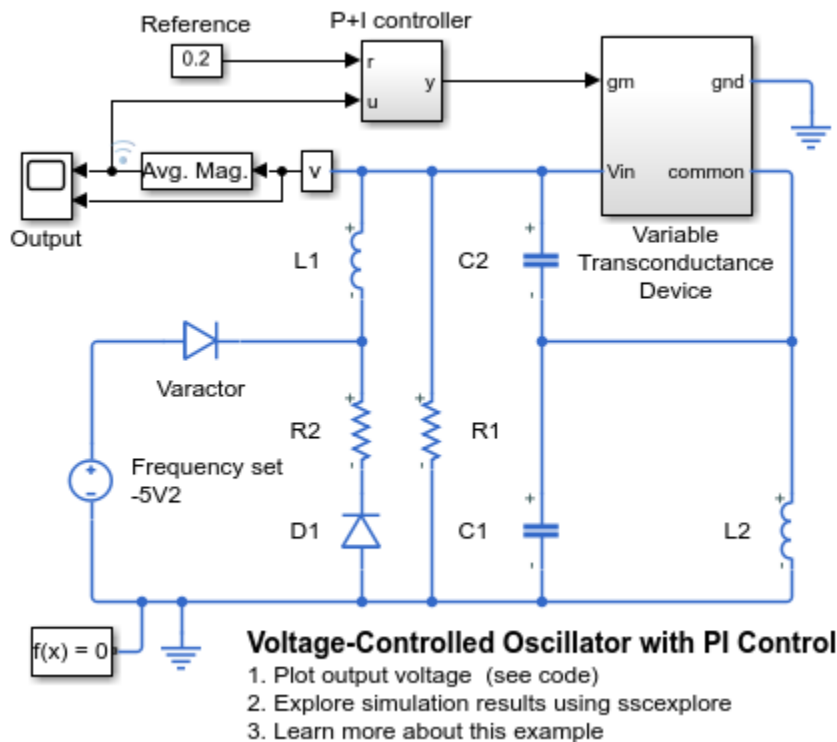 Reference
P+I controller
0.2
r
u
y
gm
gnd
Vin
common
Avg. Mag.
v
Output
Variable
Transconductance
Device
L1
+
-
C2
+
-
Varactor
R2
+
-
+
-
R1
Frequency set
-5V2
+
-
D1
C1
+
-
L2
+
-
f(x) = 0
Voltage-Controlled Oscillator with PI Control
1. Plot output voltage (see code)
2. Explore simulation results using sscexplore
3. Learn more about this example